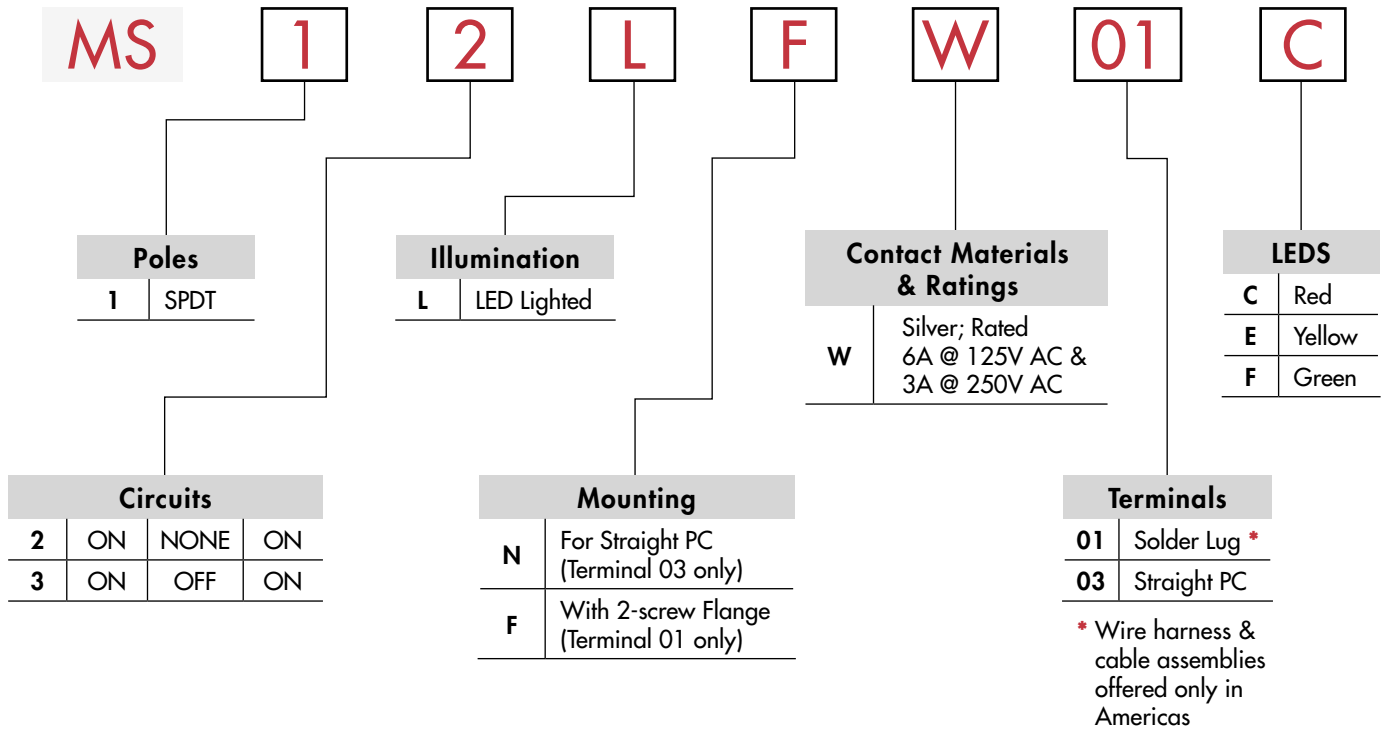 MS 1 2 L F W 01 C
Poles
1 SPDT
Illumination
L LED Lighted
Contact Materials
& Ratings
W Silver; Rated
6A @ 125V AC &
3A @ 250V AC
LEDS
C Red
E Yellow
F Green
Circuits
2 ON NONE ON
3 ON OFF ON
Mounting
N For Straight PC
(Terminal 03 only)
F With 2-screw Flange
(Terminal 01 only)
Terminals
01 Solder Lug *
03 Straight PC
* Wire harness &
cable assemblies
offered only in
Americas